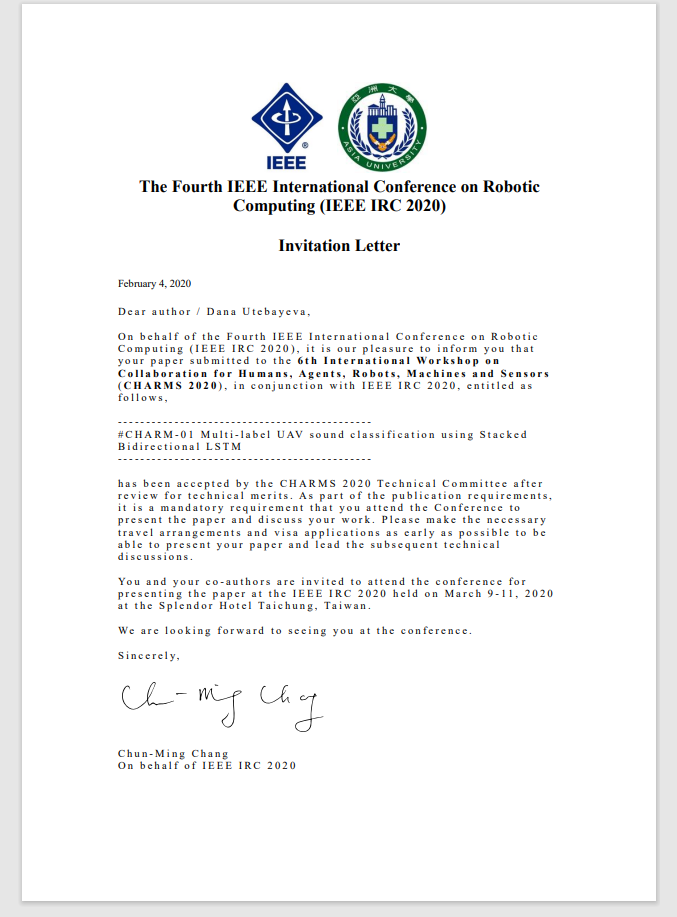 IEEE
®
亞洲大學
ASIA UNIVERSITY
The Fourth IEEE International Conference on Robotic
Computing (IEEE IRC 2020)
Invitation Letter
February 4, 2020
Dear author / Dana Utebayeva,
On behalf of the Fourth IEEE International Conference on Robotic
Computing (IEEE IRC 2020), it is our pleasure to inform you that
your paper submitted to the 6th International Workshop on
Collaboration for Humans, Agents, Robots, Machines and Sensors
(CHARMS 2020), in conjunction with IEEE IRC 2020, entitled as
follows,
---------------------------------------------
#CHARM-01 Multi-label UAV sound classification using Stacked
Bidirectional LSTM
---------------------------------------------
has been accepted by the CHARMS 2020 Technical Committee after
review for technical merits. As part of the publication requirements,
it is a mandatory requirement that you attend the Conference to
present the paper and discuss your work. Please make the necessary
travel arrangements and visa applications as early as possible to be
able to present your paper and lead the subsequent technical
discussions.
You and your co-authors are invited to attend the conference for
presenting the paper at the IEEE IRC 2020 held on March 9-11, 2020
at the Splendor Hotel Taichung, Taiwan.
We are looking forward to seeing you at the conference.
Sincerely,
Chun-Ming Chang
On behalf of IEEE IRC 2020